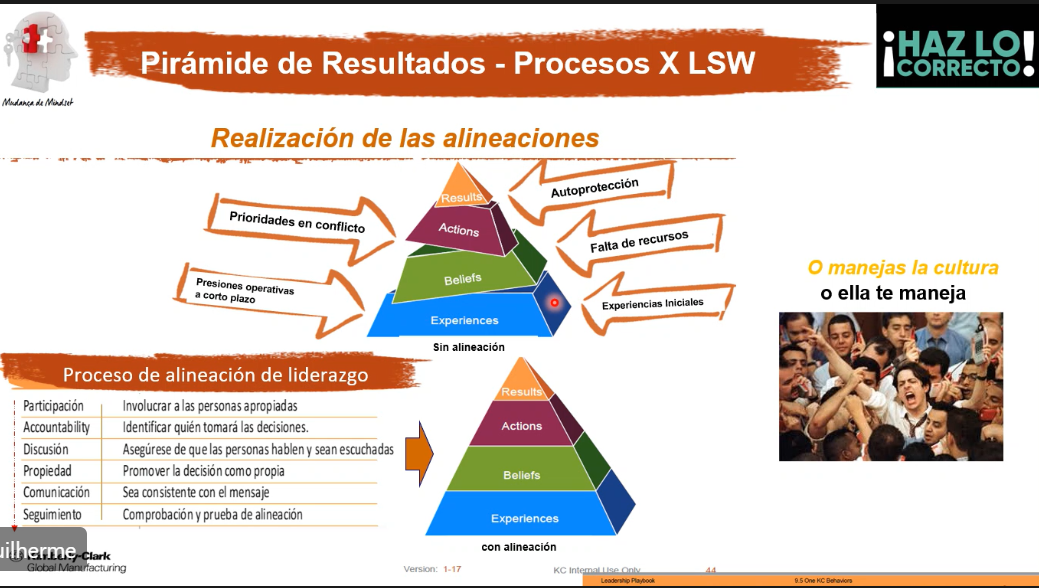 1+
Mudança de Mindset
Pirámide de Resultados - Procesos X LSW
¡HAZ LO
CORRECTO!
Realización de las alineaciones
Prioridades en conflicto
Presiones operativas
a corto plazo
Results
Actions
Beliefs
Experiences
Autoprotección
Falta de recursos
Experiencias Iniciales
Sin alineación
O manejas la cultura
o ella te maneja
Proceso de alineación de liderazgo
Participación Involucrar a las personas apropiadas
Accountability Identificar quién tomará las decisiones.
Discusión Asegúrese de que las personas hablen y sean escuchadas
Propiedad Promover la decisión como propia
Comunicación Sea consistente con el mensaje
Seguimiento Comprobación y prueba de alineación
Results
Actions
Beliefs
Experiences
con alineación
uilherme
y-Clark
Global Manufacturing
Version: 1-17
KC Internal Use Only
44
Leadership Playbook
9.5 One KC Behaviors